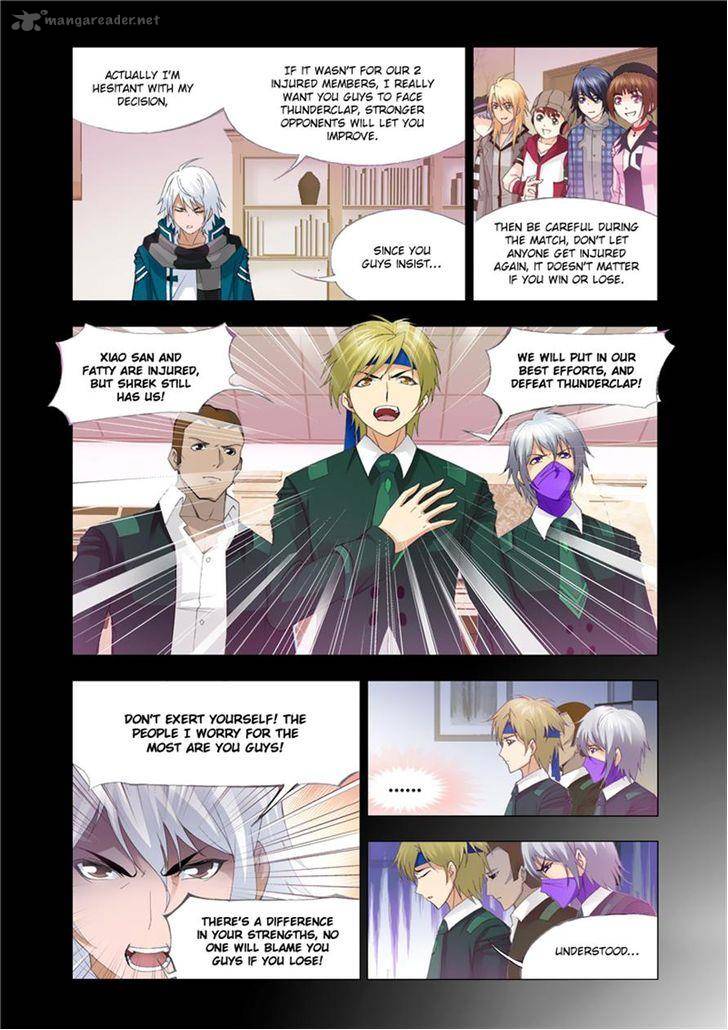 mangareader.net
ACTUALLY I'M
HESITANT WITH MY
DECISION,
IF IT WASN'T FOR OUR 2
INJURED MEMBERS, I REALLY
WANT YOU GUYS TO FACE
THUNDERCLAP, STRONGER
OPPONENTS WILL LET YOU
IMPROVE.
SINCE YOU
GUYS INSIST...
THEN BE CAREFUL DURING
THE MATCH, DON'T LET
ANYONE GET INJURED
AGAIN, IT DOESN'T MATTER
IF YOU WIN OR LOSE.
XIAO SAN AND
FATTY ARE INJURED,
BUT SHREK STILL
HAS US!
WE WILL PUT IN OUR
BEST EFFORTS, AND
DEFEAT THUNDERCLAP!
DON'T EXERT YOURSELF! THE
PEOPLE I WORRY FOR THE
MOST ARE YOU GUYS!
THERE'S A DIFFERENCE
IN YOUR STRENGTHS, NO
ONE WILL BLAME YOU
GUYS IF YOU LOSE!
......
UNDERSTOOD...